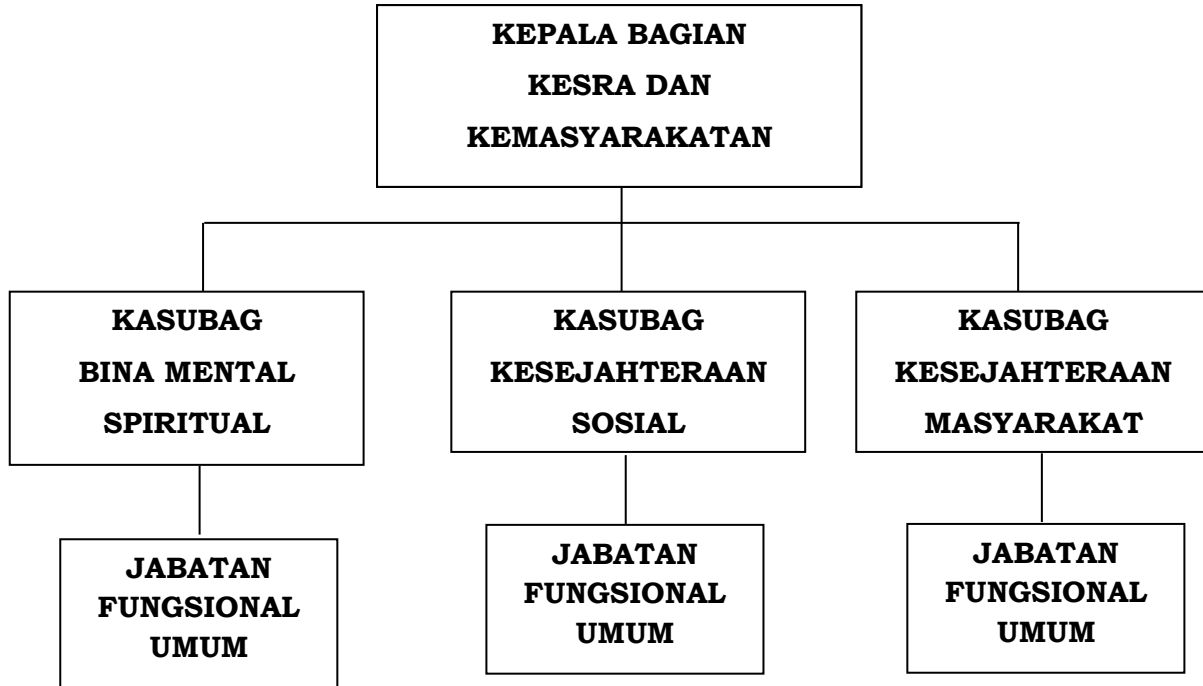 KEPALA BAGIAN
KESRA DAN
KEMASYARAKATAN
KASUBAG
BINA MENTAL
SPIRITUAL
KASUBAG
KESEJAHTERAAN
SOSIAL
KASUBAG
KESEJAHTERAAN
MASYARAKAT
JABATAN
FUNGSIONAL
UMUM
JABATAN
FUNGSIONAL
UMUM
JABATAN
FUNGSIONAL
UMUM